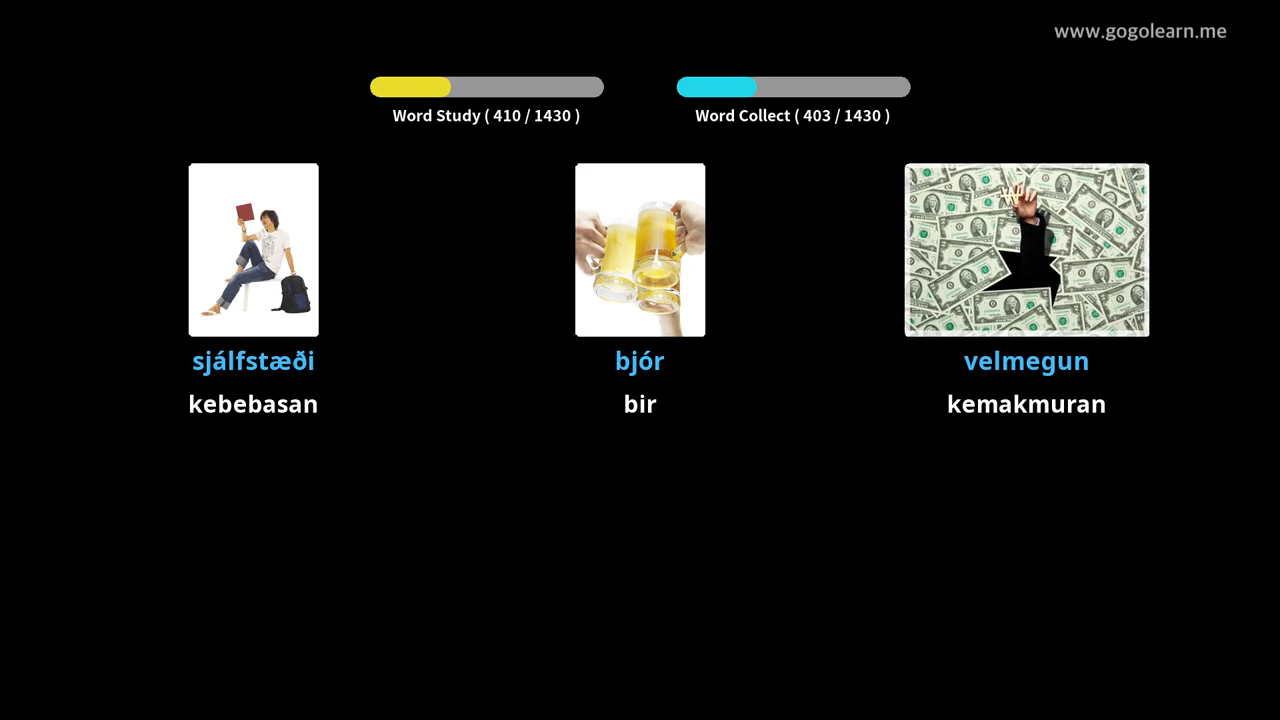 www.gogolearn.me
Word Study ( 410 / 1430 )
Word Collect ( 403 / 1430 )
sjálfstæði
bjór
velmegun
kebebasan
bir
kemakmuran